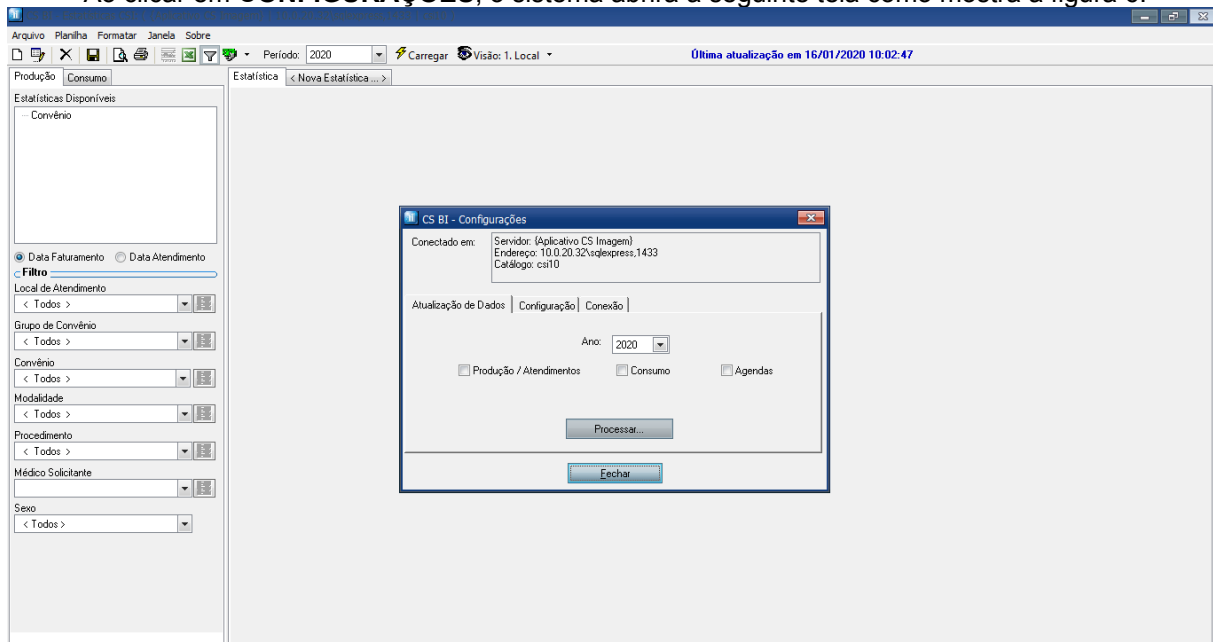 Ao clicar em CONFIGURAÇÕES, o sistema abrirá a seguinte tela como mostra a figura 6.
Arquivo Planilha Formatar Janela Sobre
Período: 2020 Carregar Visão: 1. Local Última atualização em 16/01/2020 10:02:47
Produção Consumo Estatística < Nova Estatística ... >
Estatísticas Disponíveis
Convênio
CS BI - Configurações
Conectado em: Servidor: (Aplicativo CS Imagem)
Endereço: 10.0.20.32\sqlexpress,1433
Catálogo: csi10
Atualização de Dados Configuração Conexão
Ano: 2020
Produção / Atendimentos Consumo Agendas
Processar...
Fechar
Data Faturamento Data Atendimento
Filtro
Local de Atendimento
< Todos >
Grupo de Convênio
< Todos >
Convênio
< Todos >
Modalidade
< Todos >
Procedimento
< Todos >
Médico Solicitante
Sexo
< Todos >